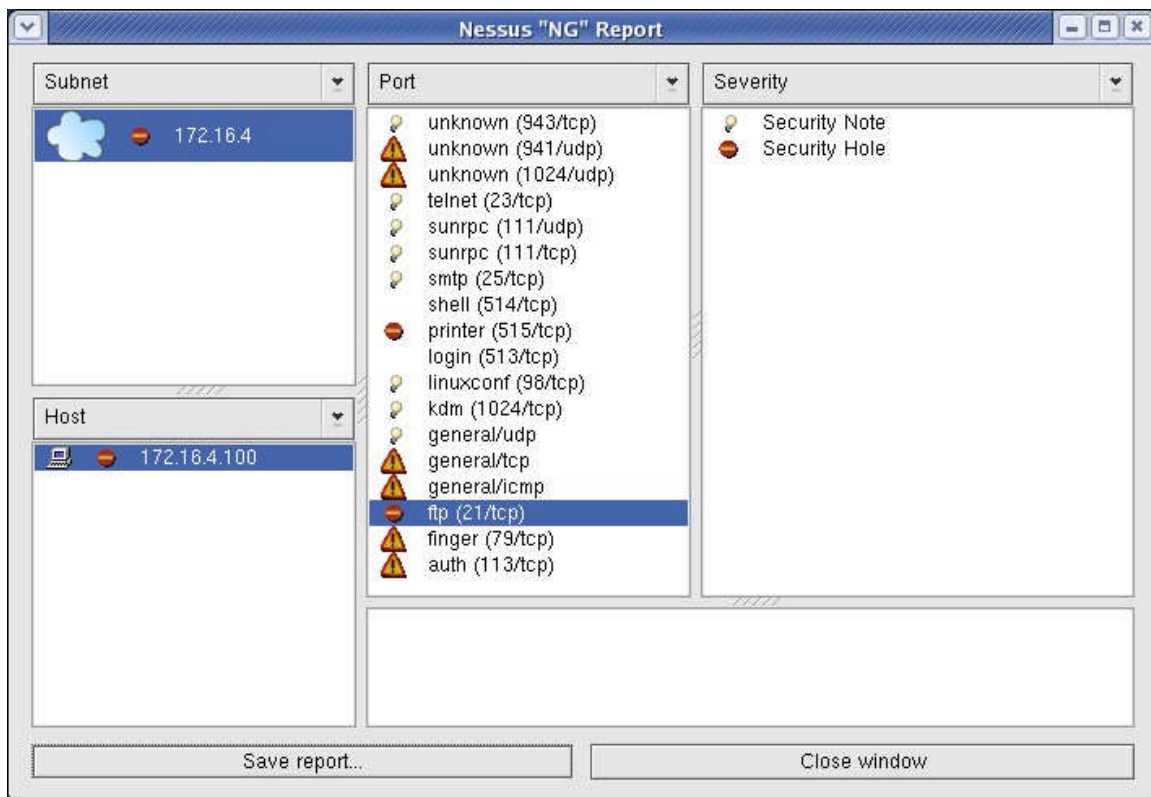 Nessus "NG" Report
Subnet
172.16.4
Host
172.16.4.100
Port
unknown (943/tcp)
unknown (941/udp)
unknown (1024/udp)
telnet (23/tcp)
sunrpc (111/udp)
sunrpc (111/tcp)
smtp (25/tcp)
shell (514/tcp)
printer (515/tcp)
login (513/tcp)
linuxconf (98/tcp)
kdm (1024/tcp)
general/udp
general/tcp
general/icmp
ftp (21/tcp)
finger (79/tcp)
auth (113/tcp)
Severity
Security Note
Security Hole
Save report...
Close window